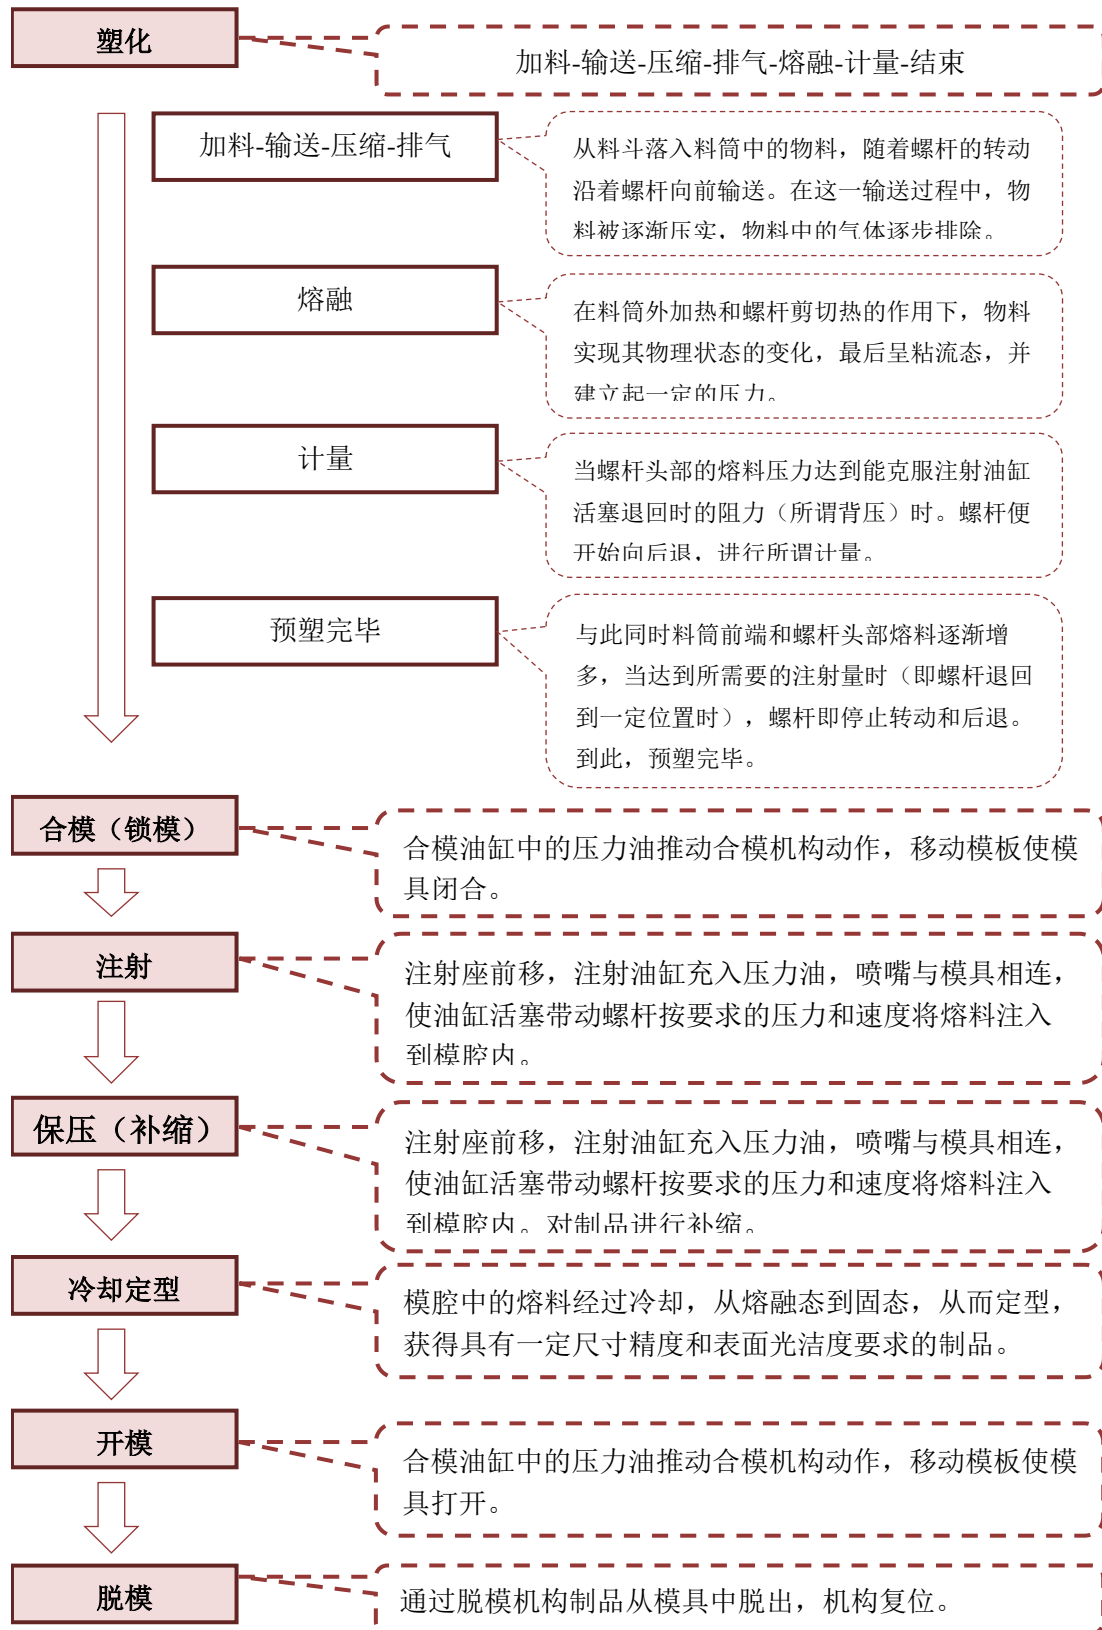 塑化
加料-输送-压缩-排气-熔融-计量-结束
加料-输送-压缩-排气
从料斗落入料筒中的物料，随着螺杆的转动
沿着螺杆向前输送。在这一输送过程中，物
料被逐渐压实，物料中的气体逐步排除。
熔融
在料筒外加热和螺杆剪切热的作用下，物料
实现其物理状态的变化，最后呈粘流态，并
建立起一定的压力。
计量
当螺杆头部的熔料压力达到能克服注射油缸
活塞退回时的阻力（所谓背压）时。螺杆便
开始向后退，进行所谓计量。
预塑完毕
与此同时料筒前端和螺杆头部熔料逐渐增
多，当达到所需要的注射量时（即螺杆退回
到一定位置时），螺杆即停止转动和后退。
到此，预塑完毕。
合模（锁模）
合模油缸中的压力油推动合模机构动作，移动模板使模
具闭合。
注射
注射座前移，注射油缸充入压力油，喷嘴与模具相连，
使油缸活塞带动螺杆按要求的压力和速度将熔料注入
到模腔内。
保压（补缩）
注射座前移，注射油缸充入压力油，喷嘴与模具相连，
使油缸活塞带动螺杆按要求的压力和速度将熔料注入
到模腔内。对制品进行补缩。
冷却定型
模腔中的熔料经过冷却，从熔融态到固态，从而定型，
获得具有一定尺寸精度和表面光洁度要求的制品。
开模
合模油缸中的压力油推动合模机构动作，移动模板使模
具打开。
脱模
通过脱模机构制品从模具中脱出，机构复位。